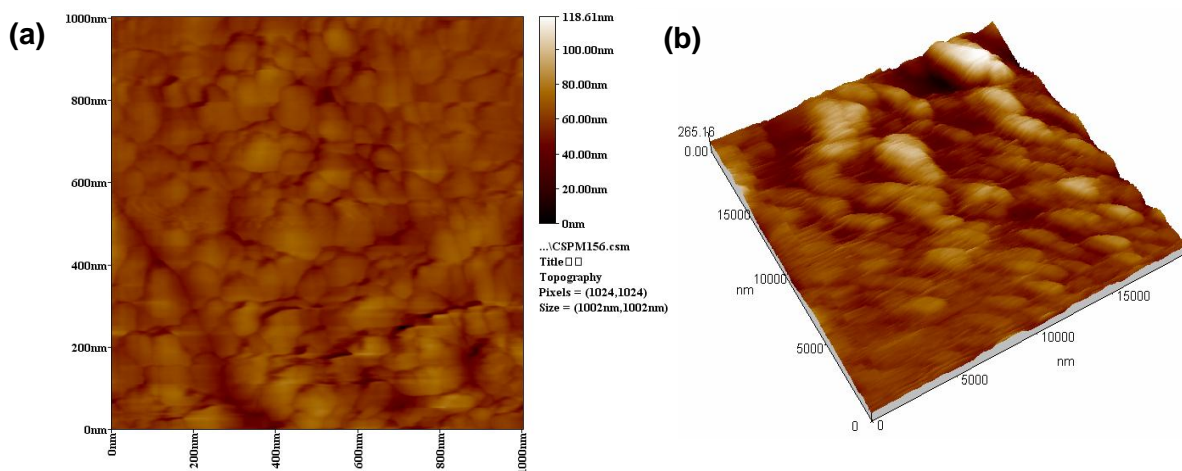 (a)
1000nm
800nm
600nm
400nm
200nm
0nm
0nm
200nm
400nm
600nm
800nm
1000nm
118.61nm
100.00nm
80.00nm
60.00nm
40.00nm
20.00nm
0nm
...\CSPM156.csm
Title□□
Topography
Pixels = (1024,1024)
Size = (1002nm,1002nm)
(b)
265.16
0.00
15000
10000
nm
5000
0
0
5000
10000
nm
15000